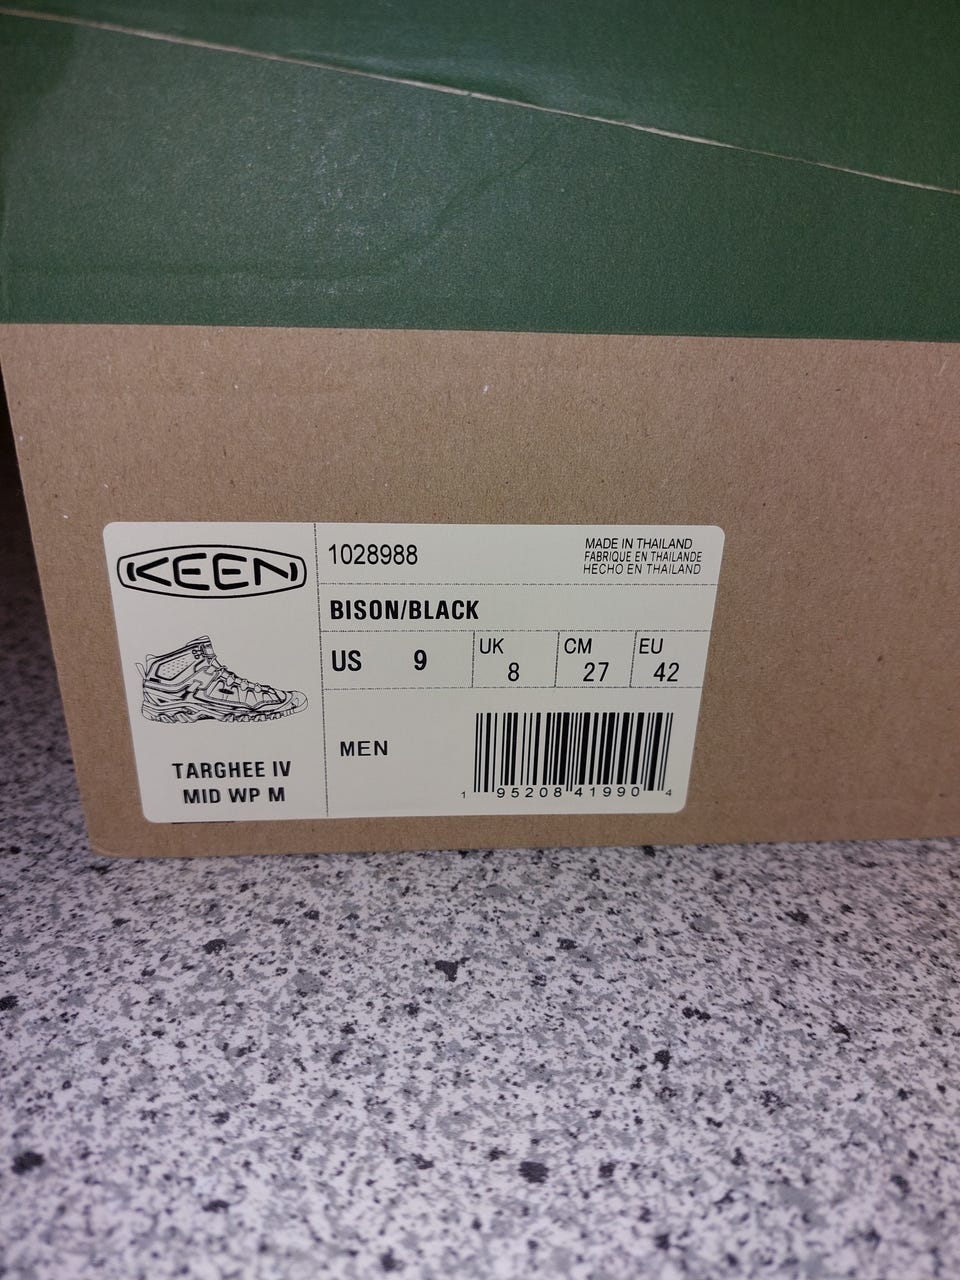 KEEN
1028988
MADE IN THAILAND
FABRIQUE EN THAILANDE
HECHO EN THAILAND
BISON/BLACK
US 9
UK 8
CM 27
EU 42
TARGHEE IV
MID WP M
MEN
1 95208 41990 4